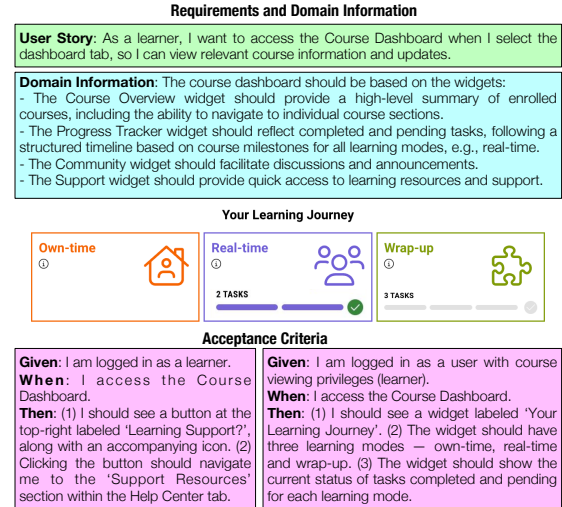 Requirements and Domain Information
User Story: As a learner, I want to access the Course Dashboard when I select the
dashboard tab, so I can view relevant course information and updates.
Domain Information: The course dashboard should be based on the widgets:
- The Course Overview widget should provide a high-level summary of enrolled
courses, including the ability to navigate to individual course sections.
- The Progress Tracker widget should reflect completed and pending tasks, following a
structured timeline based on course milestones for all learning modes, e.g., real-time.
- The Community widget should facilitate discussions and announcements.
- The Support widget should provide quick access to learning resources and support.
Your Learning Journey
Own-time
Real-time
2 TASKS
Wrap-up
3 TASKS
Acceptance Criteria
Given: I am logged in as a learner.
When: I access the Course
Dashboard.
Then: (1) I should see a button at the
top-right labeled 'Learning Support?',
along with an accompanying icon. (2)
Clicking the button should navigate
me to the 'Support Resources'
section within the Help Center tab.
Given: I am logged in as a user with course
viewing privileges (learner).
When: I access the Course Dashboard.
Then: (1) I should see a widget labeled 'Your
Learning Journey'. (2) The widget should have
three learning modes — own-time, real-time
and wrap-up. (3) The widget should show the
current status of tasks completed and pending
for each learning mode.